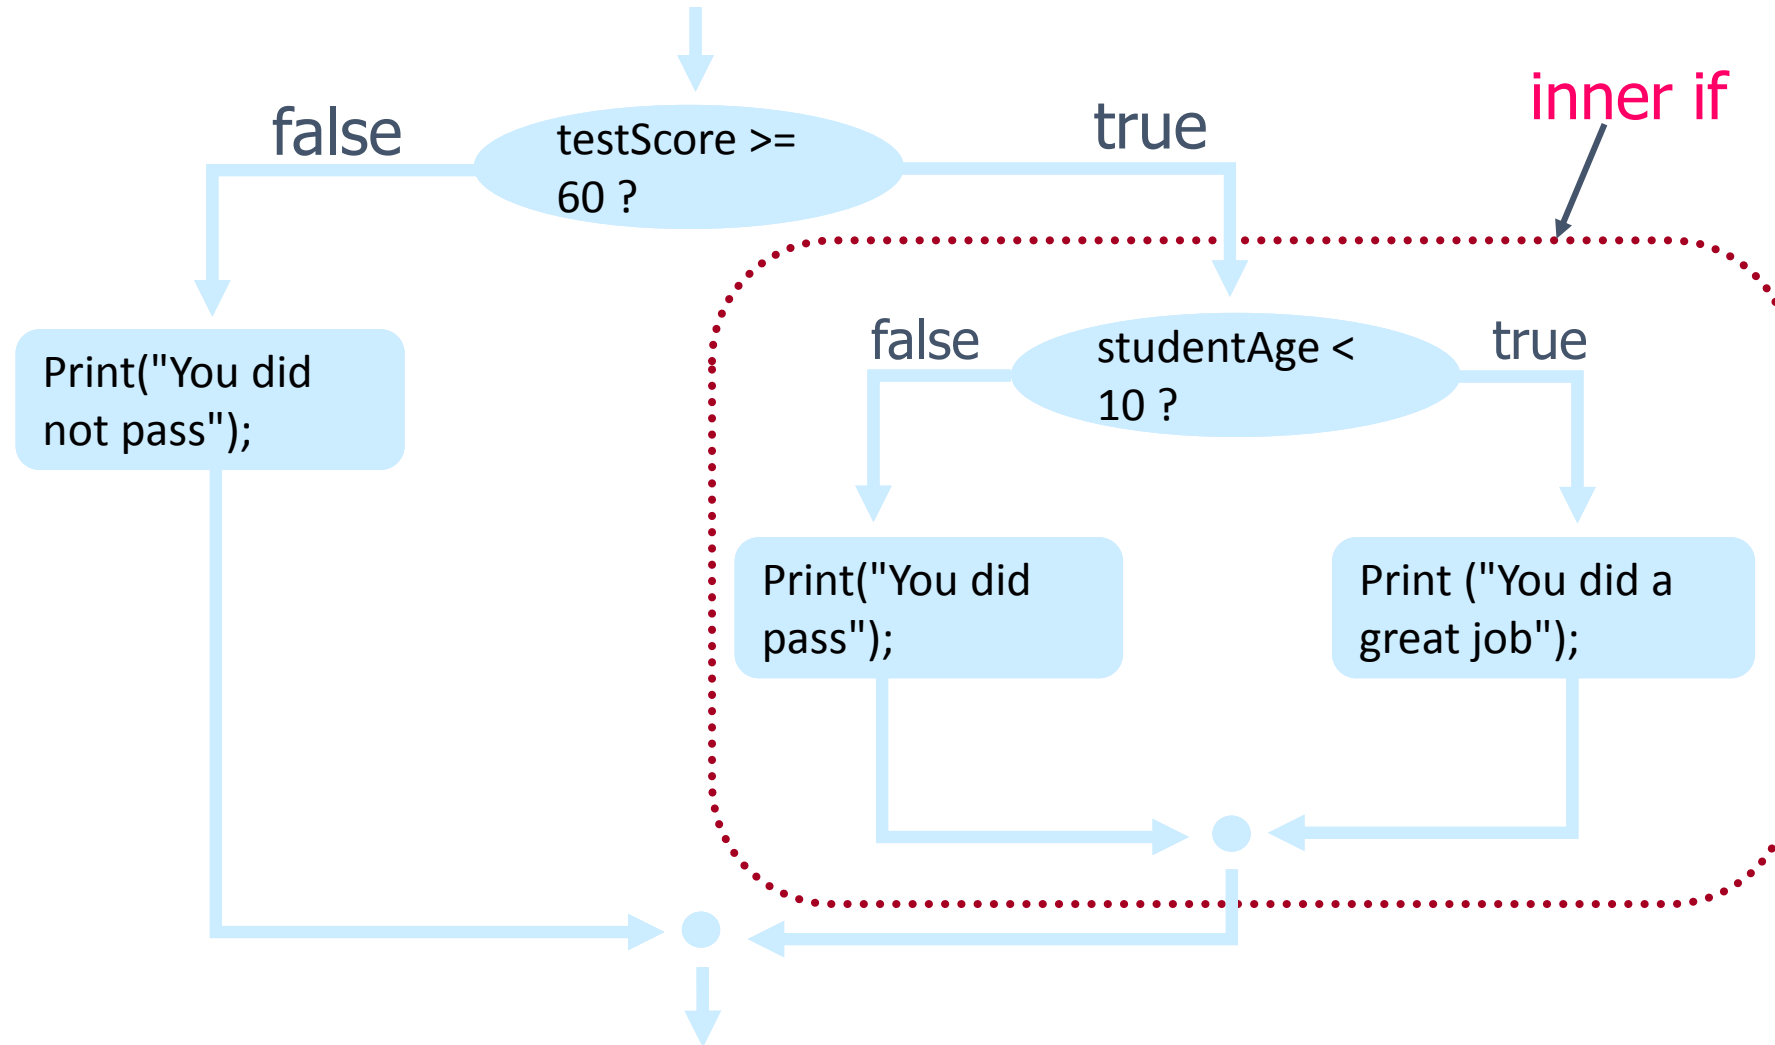 inner if
false
true
testScore >=
60 ?
false
true
studentAge <
10 ?
Print("You did
not pass");
Print("You did
pass");
Print ("You did a
great job");